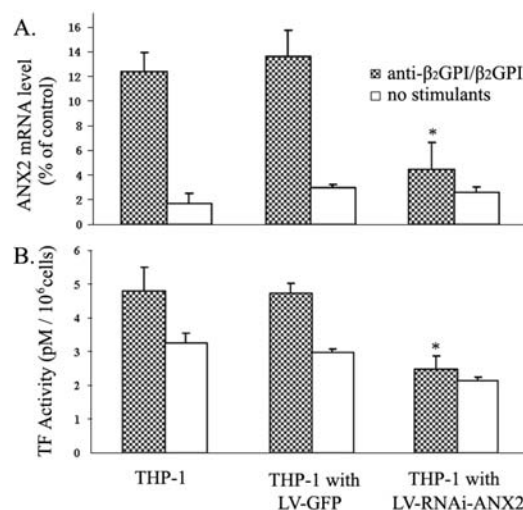 A.
ANX2 mRNA level
(% of control)
16
14
12
10
8
6
4
2
0
anti-β₂GPI/β₂GPI
no stimulants
*
B.
TF Activity (pM / 10⁶cells)
6
5
4
3
2
1
0
*
THP-1
THP-1 with
LV-GFP
THP-1 with
LV-RNAi-ANX2